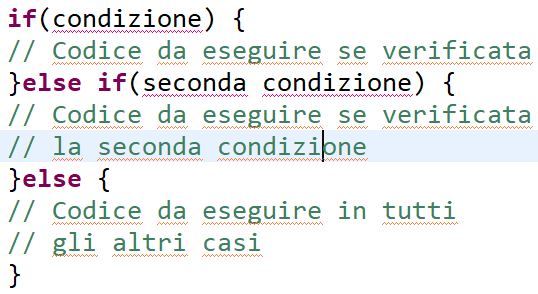 if(condizione) {
// Codice da eseguire se verificata
}else if(seconda condizione) {
// Codice da eseguire se verificata
// la seconda condizione
}else {
// Codice da eseguire in tutti
// gli altri casi
}